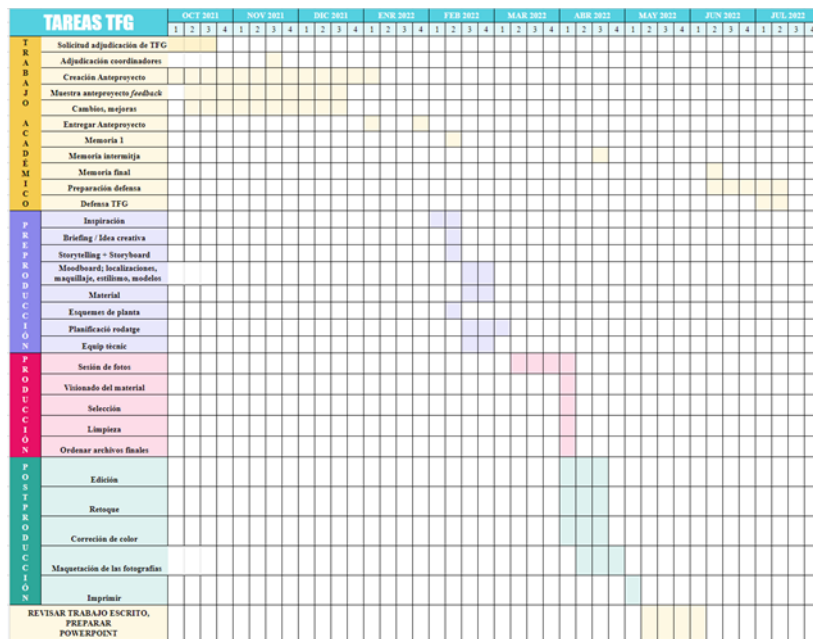 TAREAS TFG
OCT 2021 NOV 2021 DIC 2021 ENR 2022 FEB 2022 MAR 2022 ABR 2022 MAY 2022 JUN 2022 JUL 2022
1 2 3 4 1 2 3 4 1 2 3 4 1 2 3 4 1 2 3 4 1 2 3 4 1 2 3 4 1 2 3 4 1 2 3 4 1 2 3 4
TRABAJO ACADÉMICO
Solicitud adjudicación de TFG
Adjudicación coordinadores
Creación Anteproyecto
Muestra anteproyecto feedback
Cambios, mejoras
Entregar Anteproyecto
Memoria 1
Memoria intermitja
Memoria final
Preparación defensa
Defensa TFG
PREPRODUCCIÓN
Inspiración
Briefing / Idea creativa
Storytelling + Storyboard
Moodboard; localizaciones,
maquillaje, estilismo, modelos
Material
Esquemes de planta
Planificació rodatge
Equip tècnic
PRODUCCIÓN
Sesión de fotos
Visionado del material
Selección
Limpieza
Ordenar archivos finales
POSTPRODUCCIÓN
Edición
Retoque
Correción de color
Maquetación de las fotografías
Imprimir
REVISAR TRABAJO ESCRITO,
PREPARAR
POWERPOINT